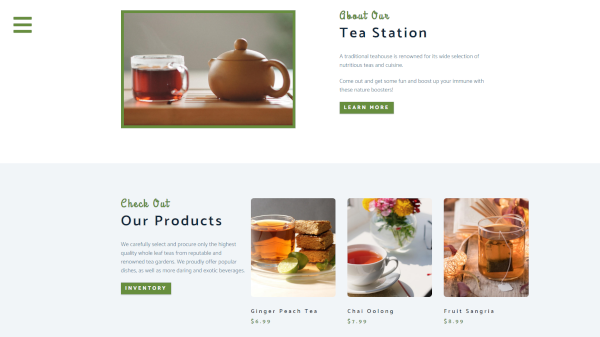 About Our
Tea Station
A traditional teahouse is renowned for its wide selection of
nutritious teas and cuisine.
Come out and get some fun and boost up your immune with
these nature boosters!
LEARN MORE
Check Out
Our Products
We carefully select and procure only the highest
quality whole leaf teas from reputable and
renowned tea gardens. We proudly offer popular
dishes, as well as more daring and exotic beverages.
INVENTORY
Ginger Peach Tea
$6.99
Chai Oolong
$7.99
Fruit Sangria
$8.99